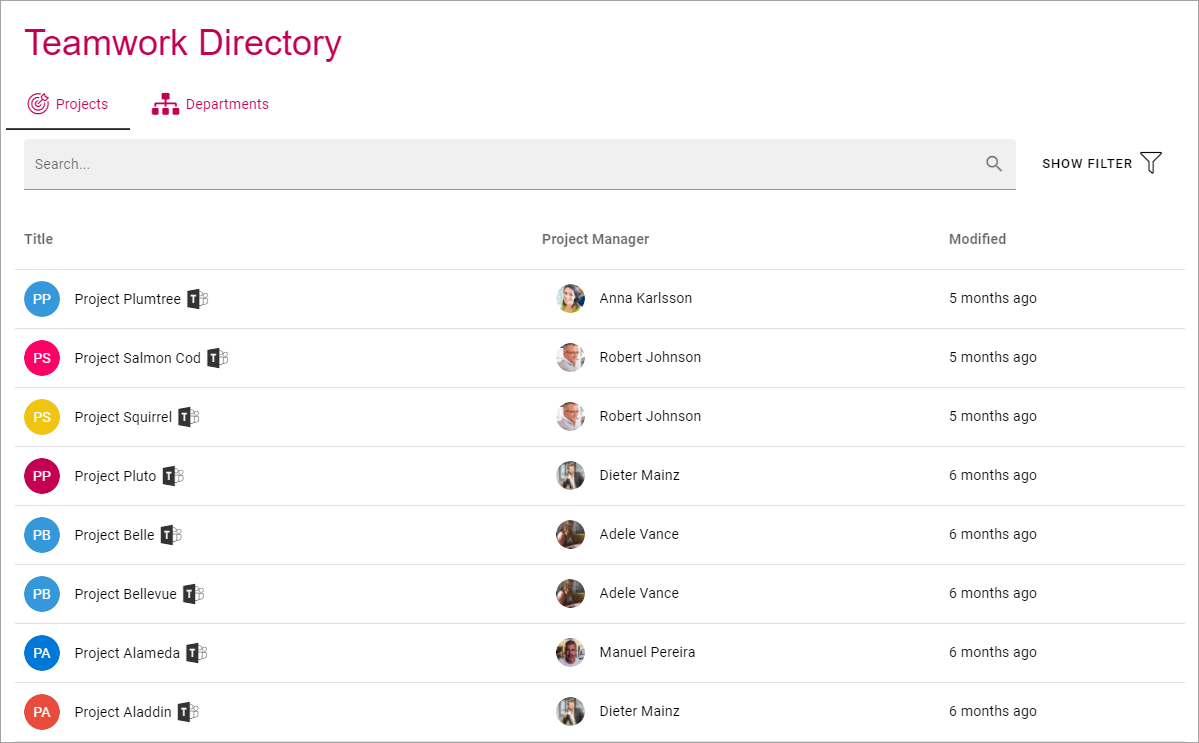 Teamwork Directory
Projects Departments
Search... SHOW FILTER
Title Project Manager Modified
PP Project Plumtree T Anna Karlsson 5 months ago
PS Project Salmon Cod T Robert Johnson 5 months ago
PS Project Squirrel T Robert Johnson 5 months ago
PP Project Pluto T Dieter Mainz 6 months ago
PB Project Belle T Adele Vance 6 months ago
PB Project Bellevue T Adele Vance 6 months ago
PA Project Alameda T Manuel Pereira 6 months ago
PA Project Aladdin T Dieter Mainz 6 months ago